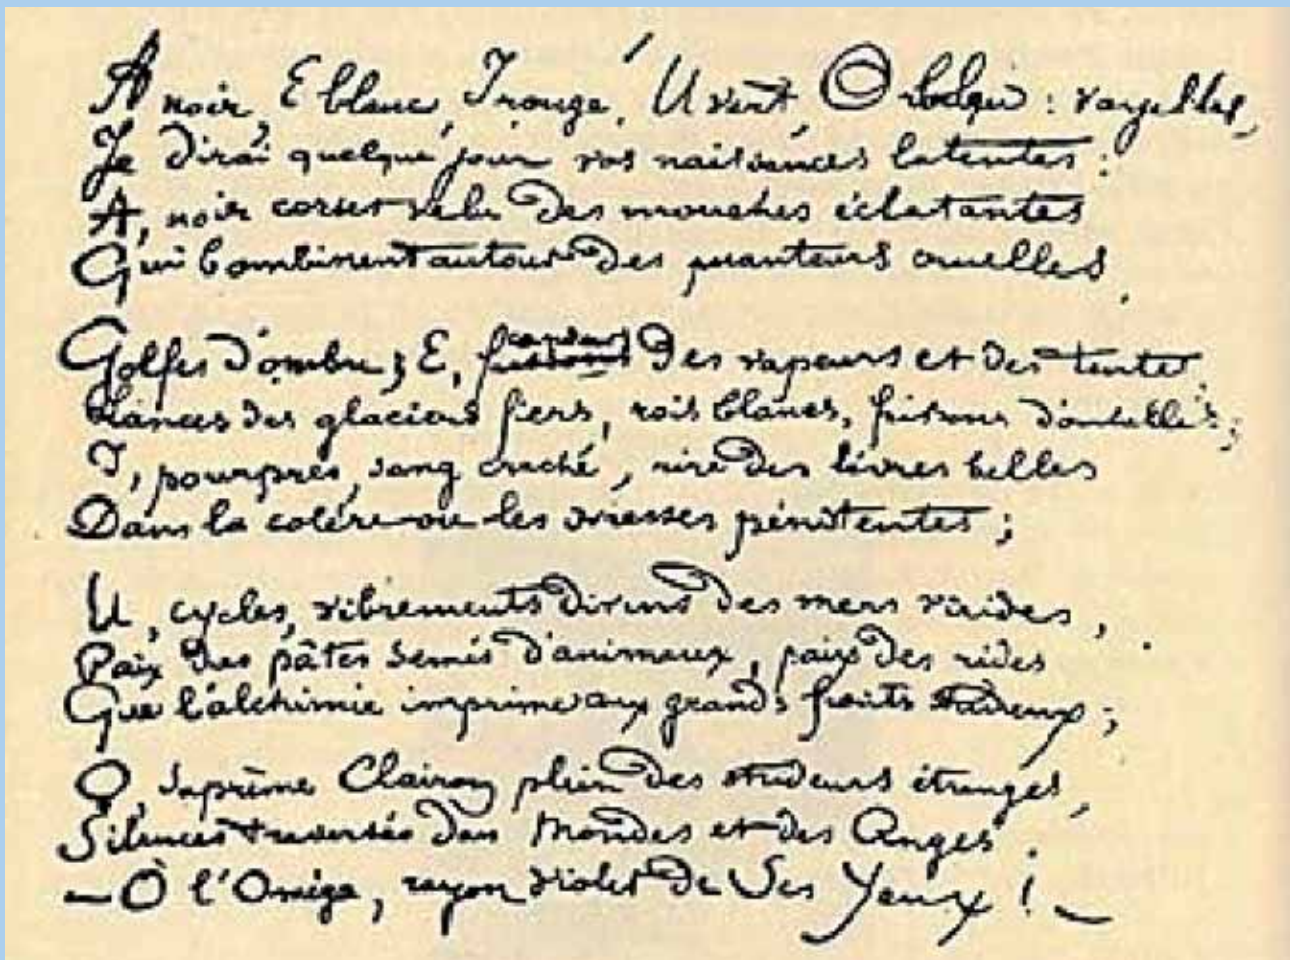 A noir, E blanc, I rouge, U vert, O bleu : voyelles,
Je dirai quelque jour vos naissances latentes :
A, noir corset velu des mouches éclatantes
Qui bombinent autour des puanteurs cruelles,
Golfes d'ombre ; E, candeurs des vapeurs et des tentes
Lances des glaciers fiers, rois blancs, frissons d'ombelles ;
I, pourpres, sang craché, rire des lèvres belles
Dans la colère ou les ivresses pénitentes ;
U, cycles, vibrements divins des mers virides,
Paix des pâtis semés d'animaux, paix des rides
Que l'alchimie imprime aux grands fronts studieux ;
O, suprême Clairon plein des strideurs étranges,
Silences traversés des Mondes et des Anges :
— O l'Oméga, rayon violet de Ses Yeux ! —